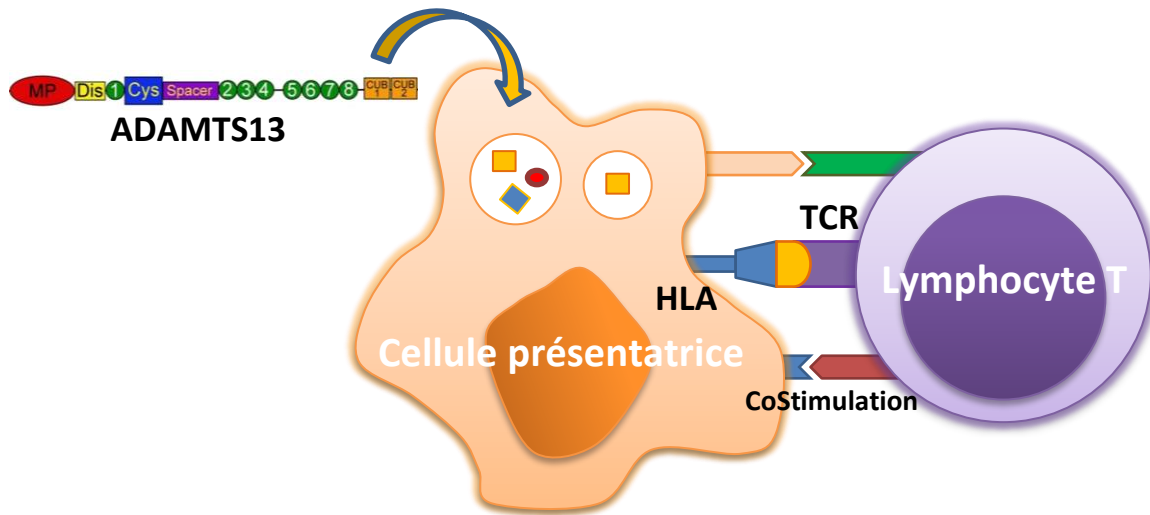 MP Dis 1 Cys Spacer 2 3 4 5 6 7 8 CUB 1 CUB 2
ADAMTS13
TCR
Lymphocyte T
HLA
Cellule présentatrice
CoStimulation